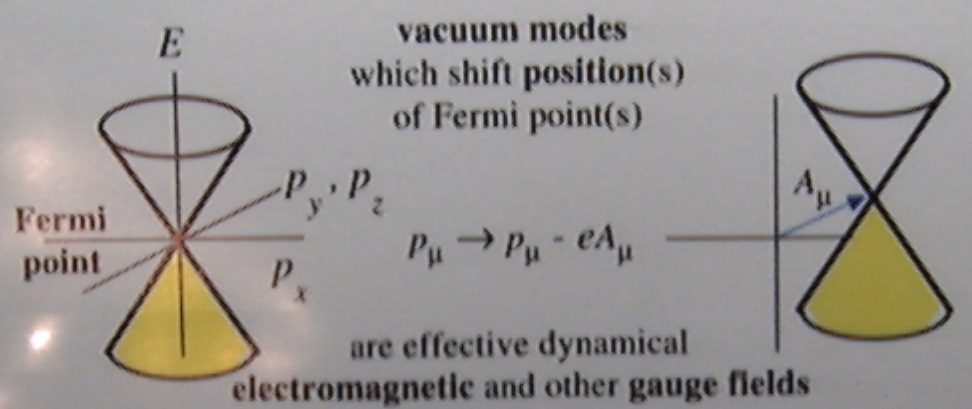 E
vacuum modes
which shift position(s)
of Fermi point(s)
p_y, p_z
Fermi
point
p_x
p_μ → p_μ - eA_μ
A_μ
are effective dynamical
electromagnetic and other gauge fields